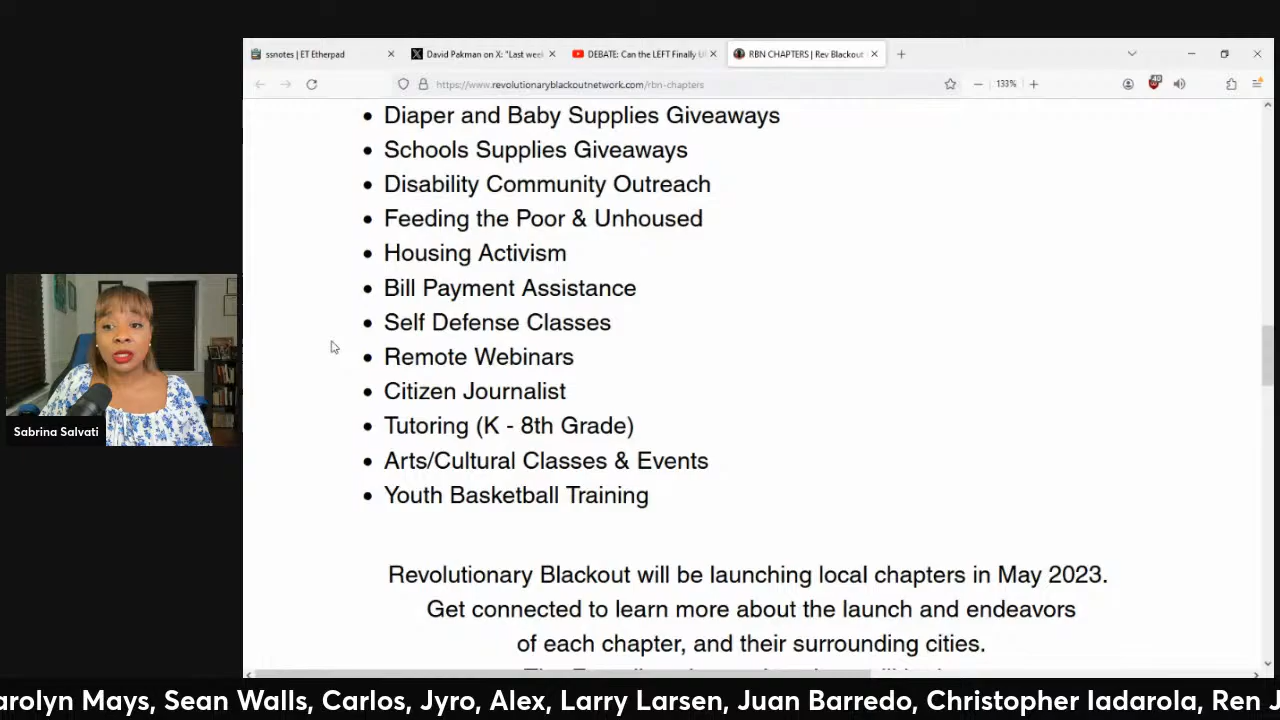 ssnotes | ET Etherpad
David Pakman on X: "Last wee
DEBATE: Can the LEFT Finally U
RBN CHAPTERS | Rev Blackout
https://www.revolutionaryblackoutnetwork.com/rbn-chapters
133%
Diaper and Baby Supplies Giveaways
Schools Supplies Giveaways
Disability Community Outreach
Feeding the Poor & Unhoused
Housing Activism
Bill Payment Assistance
Self Defense Classes
Remote Webinars
Citizen Journalist
Tutoring (K - 8th Grade)
Arts/Cultural Classes & Events
Youth Basketball Training
Revolutionary Blackout will be launching local chapters in May 2023.
Get connected to learn more about the launch and endeavors
of each chapter, and their surrounding cities.
Sabrina Salvati
arolyn Mays, Sean Walls, Carlos, Jyro, Alex, Larry Larsen, Juan Barredo, Christopher Iadarola, Ren J